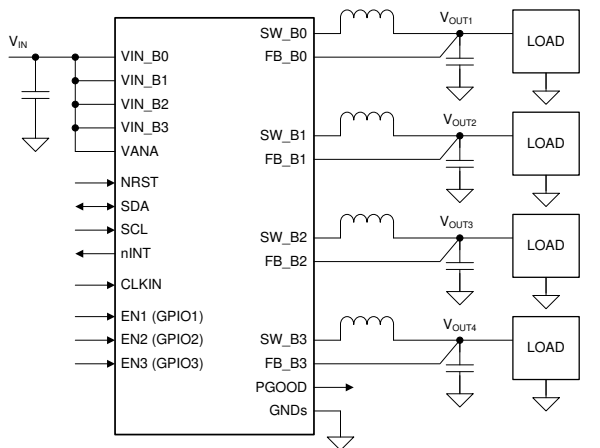 V_IN
VIN_B0
VIN_B1
VIN_B2
VIN_B3
VANA
NRST
SDA
SCL
nINT
CLKIN
EN1 (GPIO1)
EN2 (GPIO2)
EN3 (GPIO3)
SW_B0
FB_B0
SW_B1
FB_B1
SW_B2
FB_B2
SW_B3
FB_B3
PGOOD
GNDs
V_OUT1
LOAD
V_OUT2
LOAD
V_OUT3
LOAD
V_OUT4
LOAD